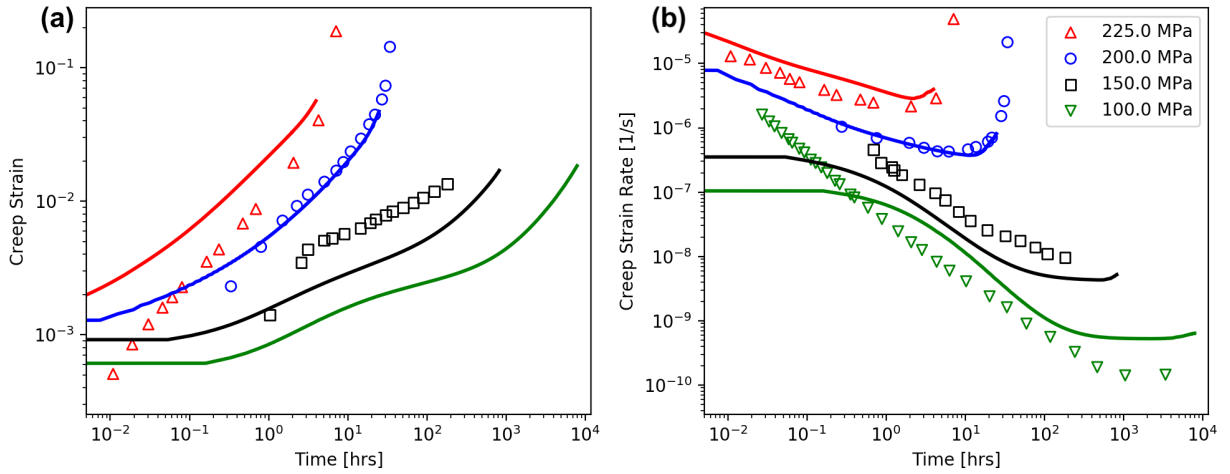 (a)
Creep Strain
10⁻¹
10⁻²
10⁻³
10⁻² 10⁻¹ 10⁰ 10¹ 10² 10³ 10⁴
Time [hrs]
(b)
Creep Strain Rate [1/s]
10⁻⁵
10⁻⁶
10⁻⁷
10⁻⁸
10⁻⁹
10⁻¹⁰
10⁻² 10⁻¹ 10⁰ 10¹ 10² 10³ 10⁴
Time [hrs]
225.0 MPa
200.0 MPa
150.0 MPa
100.0 MPa